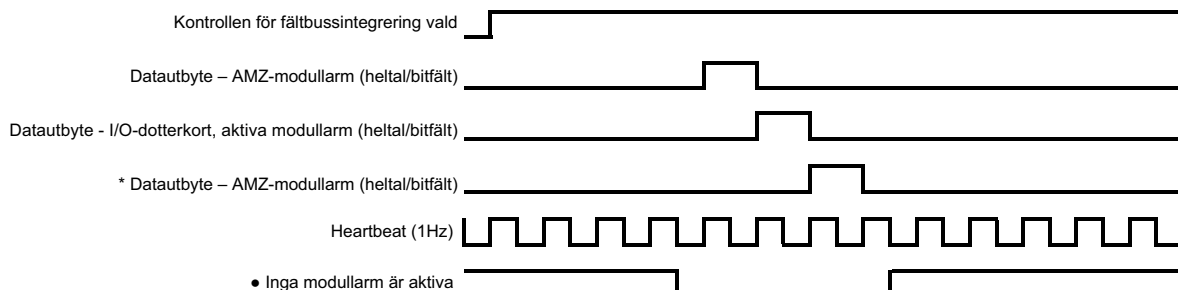 Kontrollen för fältbussintegrering vald
Datautbyte – AMZ-modullarm (heltal/bitfält)
Datautbyte - I/O-dotterkort, aktiva modullarm (heltal/bitfält)
* Datautbyte – AMZ-modullarm (heltal/bitfält)
Heartbeat (1Hz)
● Inga modullarm är aktiva